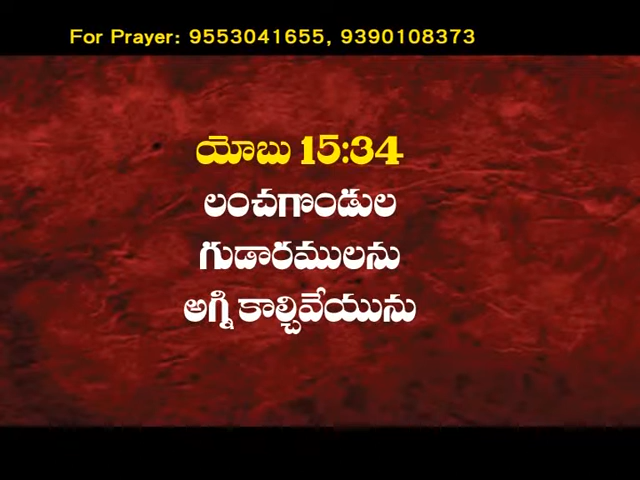 For Prayer: 9553041655, 9390108373
యోబు 15:34
లంచగొండుల
గుడారములను
అగ్ని కాల్చివేయును